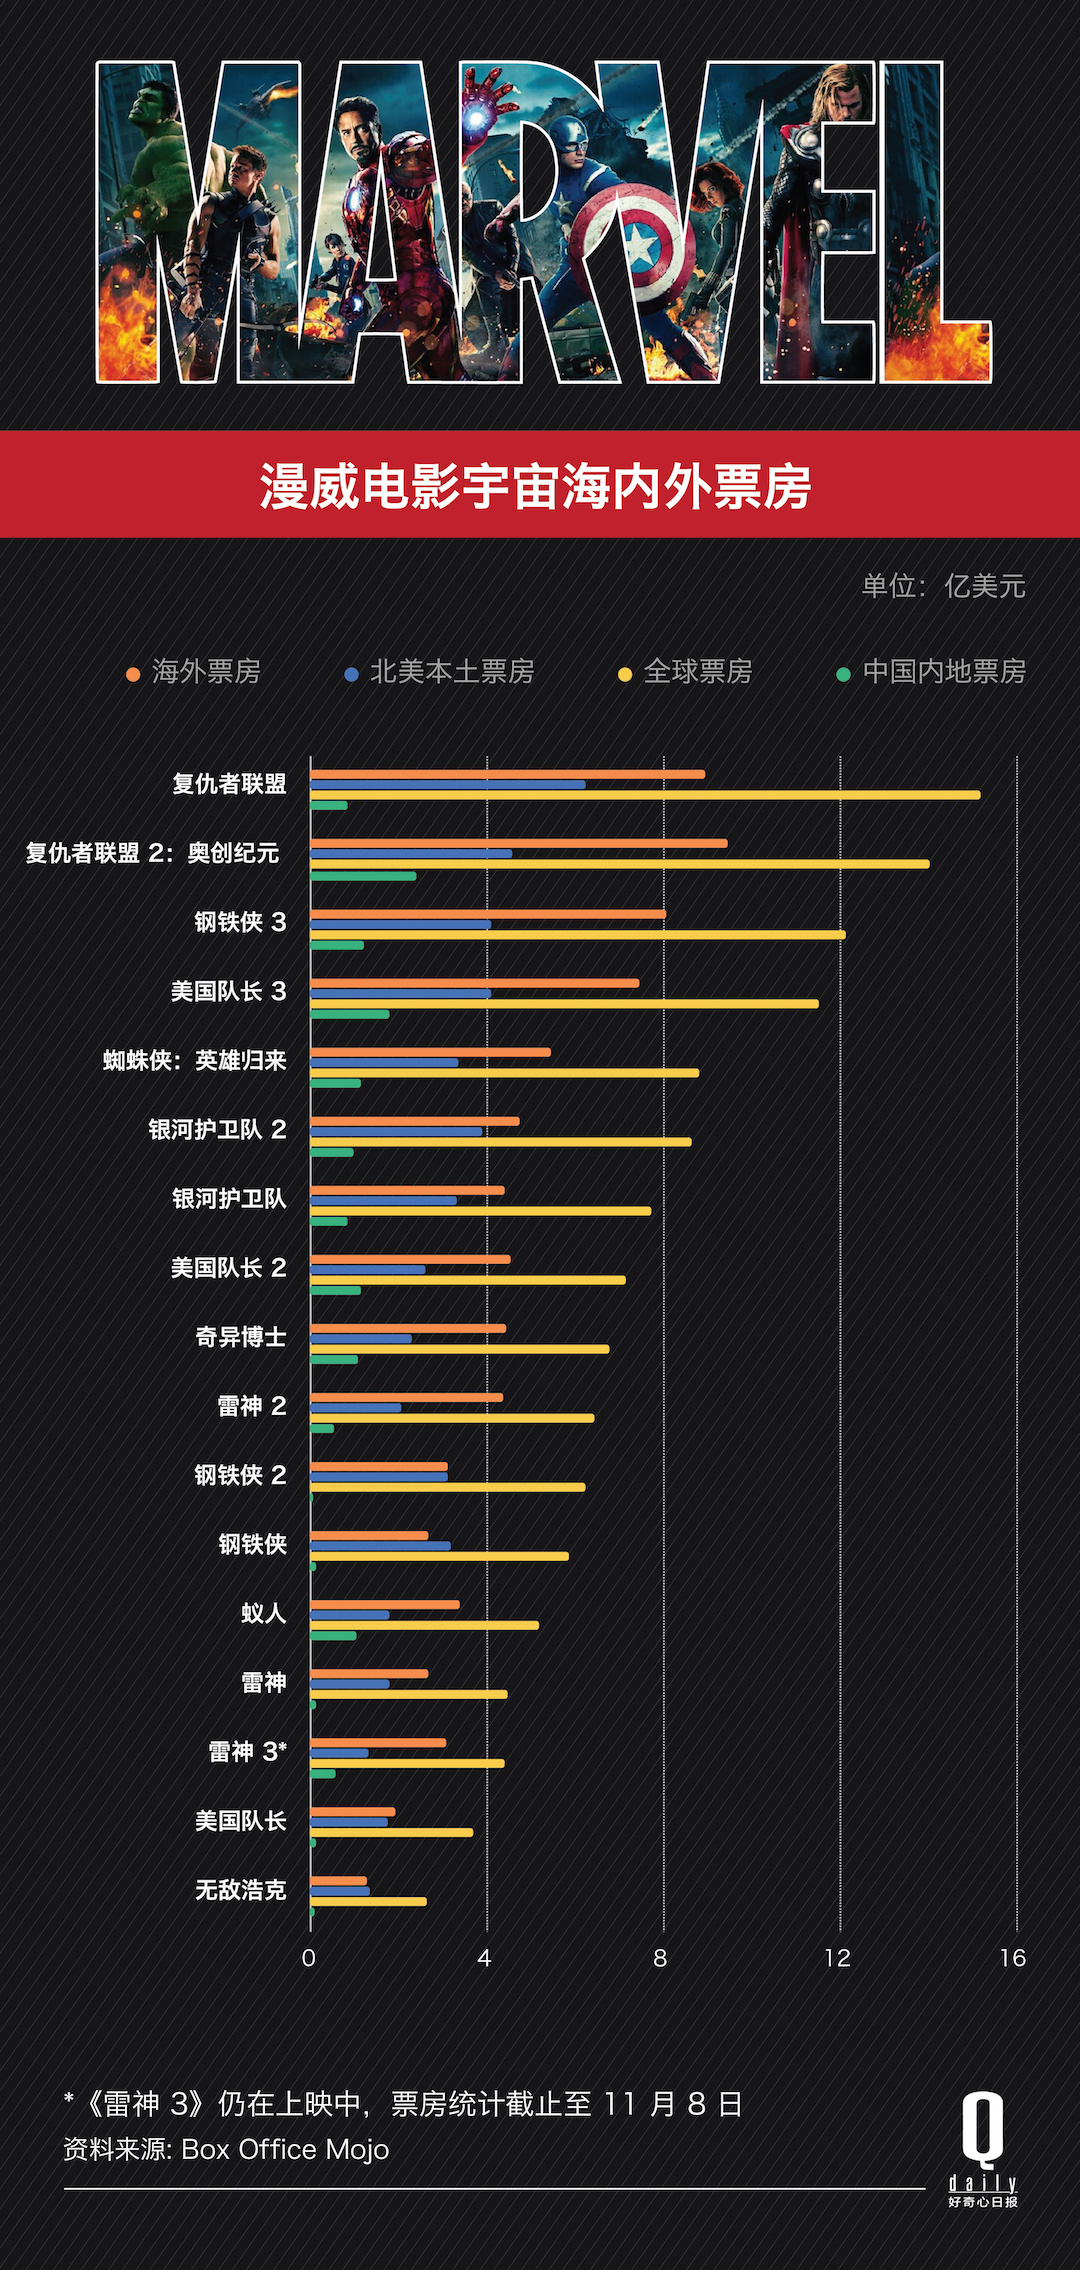 MARVEL
漫威电影宇宙海内外票房
单位：亿美元
海外票房 北美本土票房 全球票房 中国内地票房
复仇者联盟
复仇者联盟 2：奥创纪元
钢铁侠 3
美国队长 3
蜘蛛侠：英雄归来
银河护卫队 2
银河护卫队
美国队长 2
奇异博士
雷神 2
钢铁侠 2
钢铁侠
蚁人
雷神
雷神 3*
美国队长
无敌浩克
0 4 8 12 16
*《雷神 3》仍在上映中，票房统计截止至 11 月 8 日
资料来源: Box Office Mojo
Q
daily
好奇心日报